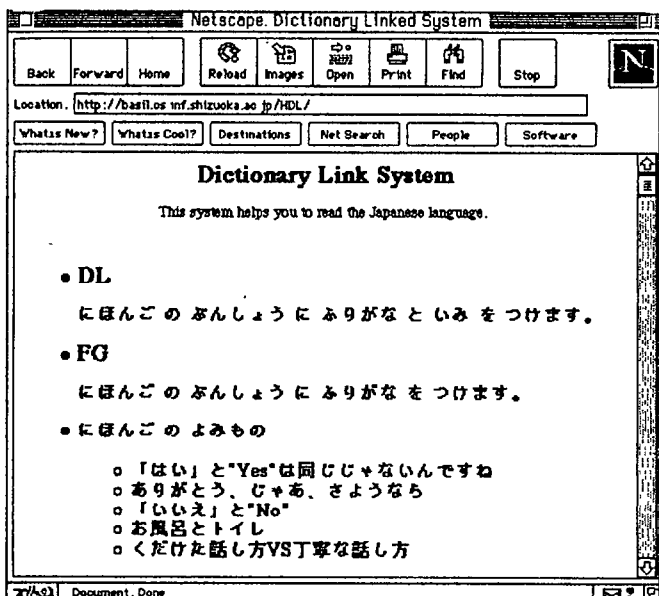 Netscape. Dictionary Linked System
Back Forward Home Reload Images Open Print Find Stop
N
Location. http://basil.os inf.shizuoka.ac jp/HDL/
What's New? What's Cool? Destinations Net Search People Software
Dictionary Link System
This system helps you to read the Japanese language.
• DL
にほんご の ぶんしょう に ふりがな と いみ を つけます。
• FG
にほんご の ぶんしょう に ふりがな を つけます。
• にほんご の よみもの
o 「はい」と"Yes"は同じじゃないんですね
o ありがとう、じゃあ、さようなら
o 「いいえ」と"No"
o お風呂とトイレ
o くだけた話し方VS丁寧な話し方
Document. Done